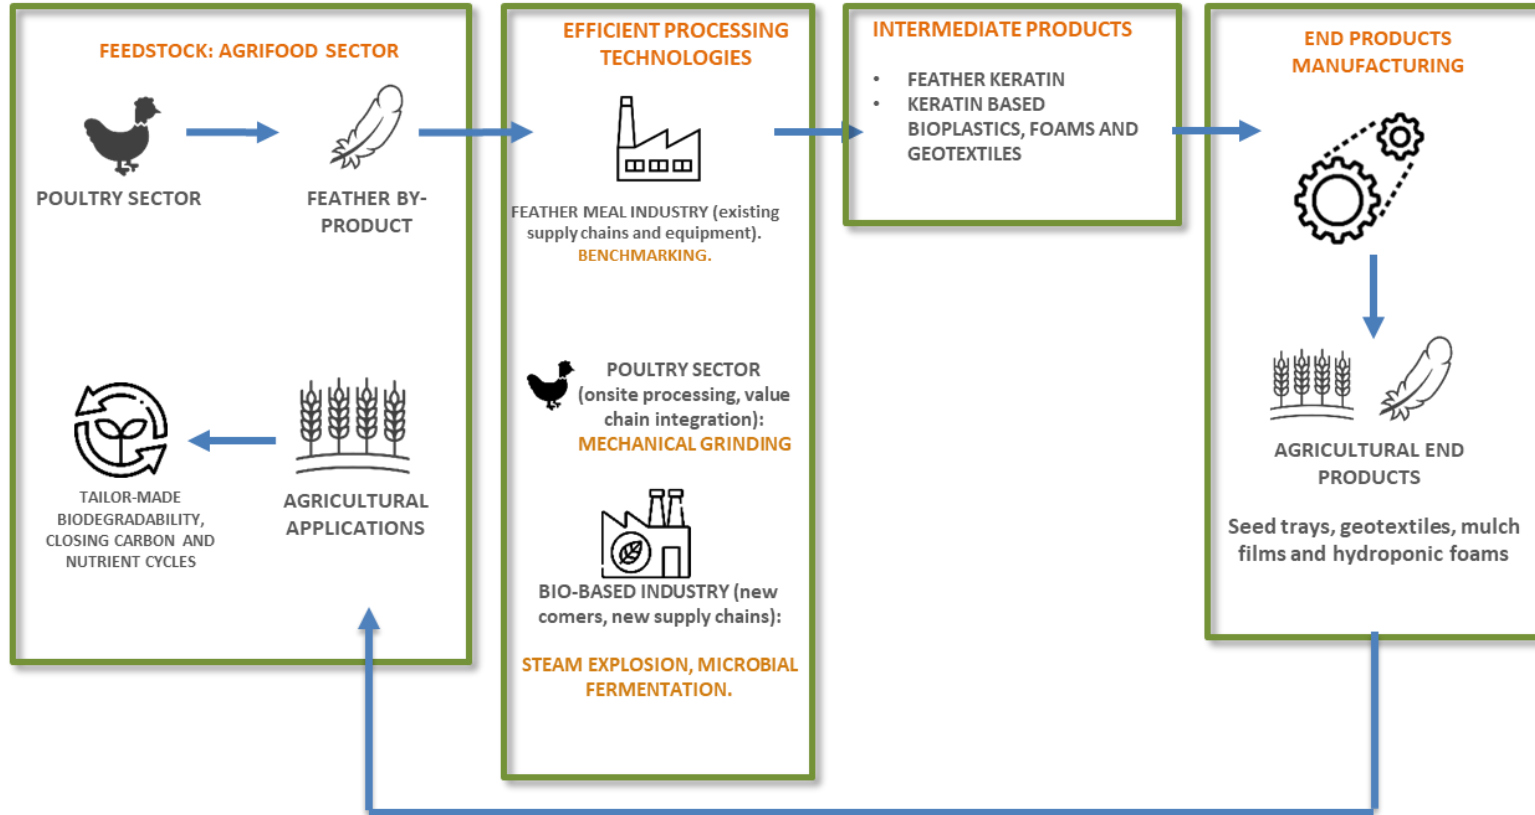 FEEDSTOCK: AGRIFOOD SECTOR
POULTRY SECTOR
FEATHER BY-
PRODUCT
TAILOR-MADE
BIODEGRADABILITY,
CLOSING CARBON AND
NUTRIENT CYCLES
AGRICULTURAL
APPLICATIONS
EFFICIENT PROCESSING
TECHNOLOGIES
FEATHER MEAL INDUSTRY (existing
supply chains and equipment).
BENCHMARKING.
POULTRY SECTOR
(onsite processing, value
chain integration):
MECHANICAL GRINDING
BIO-BASED INDUSTRY (new
comers, new supply chains):
STEAM EXPLOSION, MICROBIAL
FERMENTATION.
INTERMEDIATE PRODUCTS
• FEATHER KERATIN
• KERATIN BASED
BIOPLASTICS, FOAMS AND
GEOTEXTILES
END PRODUCTS
MANUFACTURING
AGRICULTURAL END
PRODUCTS
Seed trays, geotextiles, mulch
films and hydroponic foams